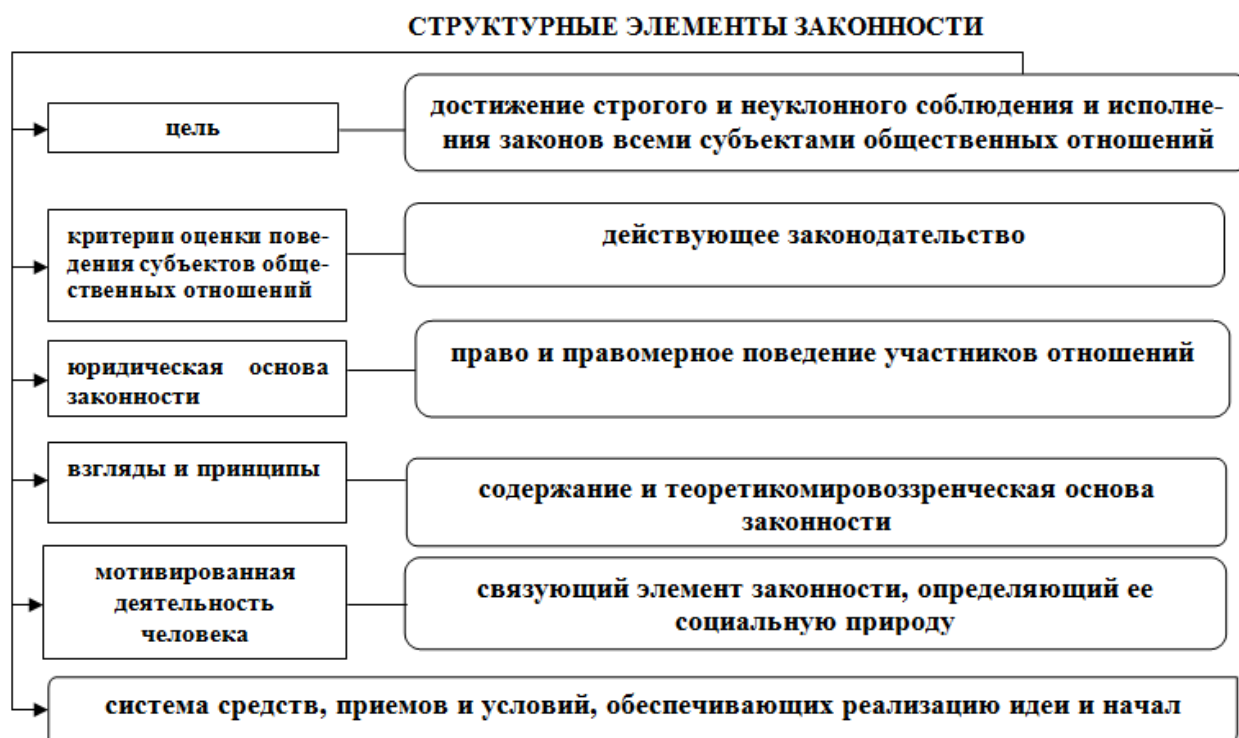 СТРУКТУРНЫЕ ЭЛЕМЕНТЫ ЗАКОННОСТИ
цель
достижение строгого и неуклонного соблюдения и исполне-
ния законов всеми субъектами общественных отношений
критерии оценки пове-
дения субъектов обще-
ственных отношений
действующее законодательство
юридическая основа
законности
право и правомерное поведение участников отношений
взгляды и принципы
содержание и теоретикомировоззренческая основа
законности
мотивированная
деятельность
человека
связующий элемент законности, определяющий ее
социальную природу
система средств, приемов и условий, обеспечивающих реализацию идеи и начал